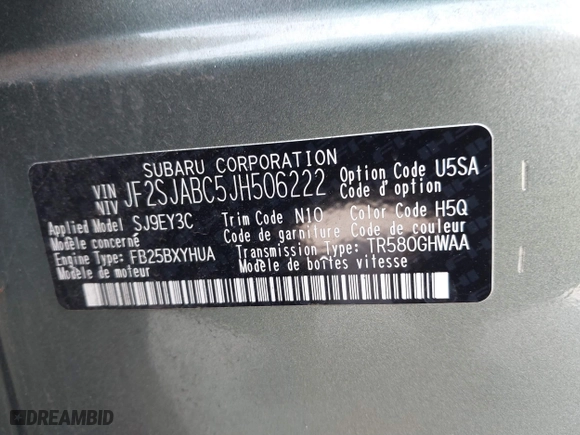 SUBARU CORPORATION
VIN
NIV JF2SJABC5JH506222 Option Code U5SA
Code d'option
Applied Model SJ9EY3C Trim Code N10 Color Code H5Q
Modèle concerné Code de garniture Code de couleur
Engine Type: FB25BXYHUA Transmission Type: TR580GHWAA
Modèle de moteur Modèle de boîtes vitesse
DREAMBID